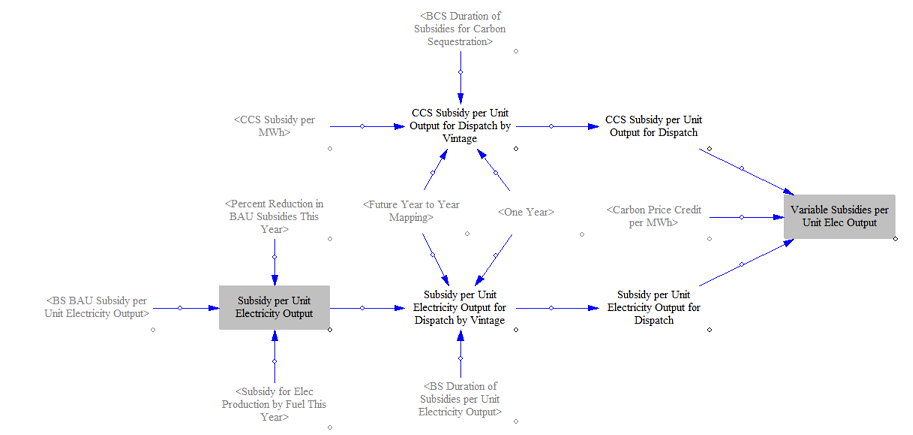 <BCS Duration of
Subsidies for Carbon
Sequestration>
<CCS Subsidy per
MWh>
CCS Subsidy per Unit
Output for Dispatch by
Vintage
CCS Subsidy per Unit
Output for Dispatch
<Percent Reduction in
BAU Subsidies This
Year>
<Future Year to Year
Mapping>
<One Year>
<Carbon Price Credit
per MWh>
Variable Subsidies per
Unit Elec Output
<BS BAU Subsidy per
Unit Electricity Output>
Subsidy per Unit
Electricity Output
Subsidy per Unit
Electricity Output for
Dispatch by Vintage
Subsidy per Unit
Electricity Output for
Dispatch
<Subsidy for Elec
Production by Fuel This
Year>
<BS Duration of
Subsidies per Unit
Electricity Output>